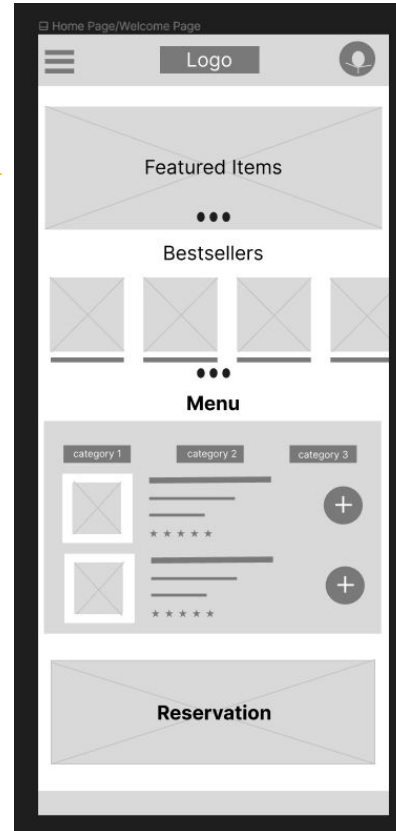 Home Page/Welcome Page
Logo
Featured Items
Bestsellers
Menu
category 1 category 2 category 3
★★★★★
+
★★★★★
+
Reservation